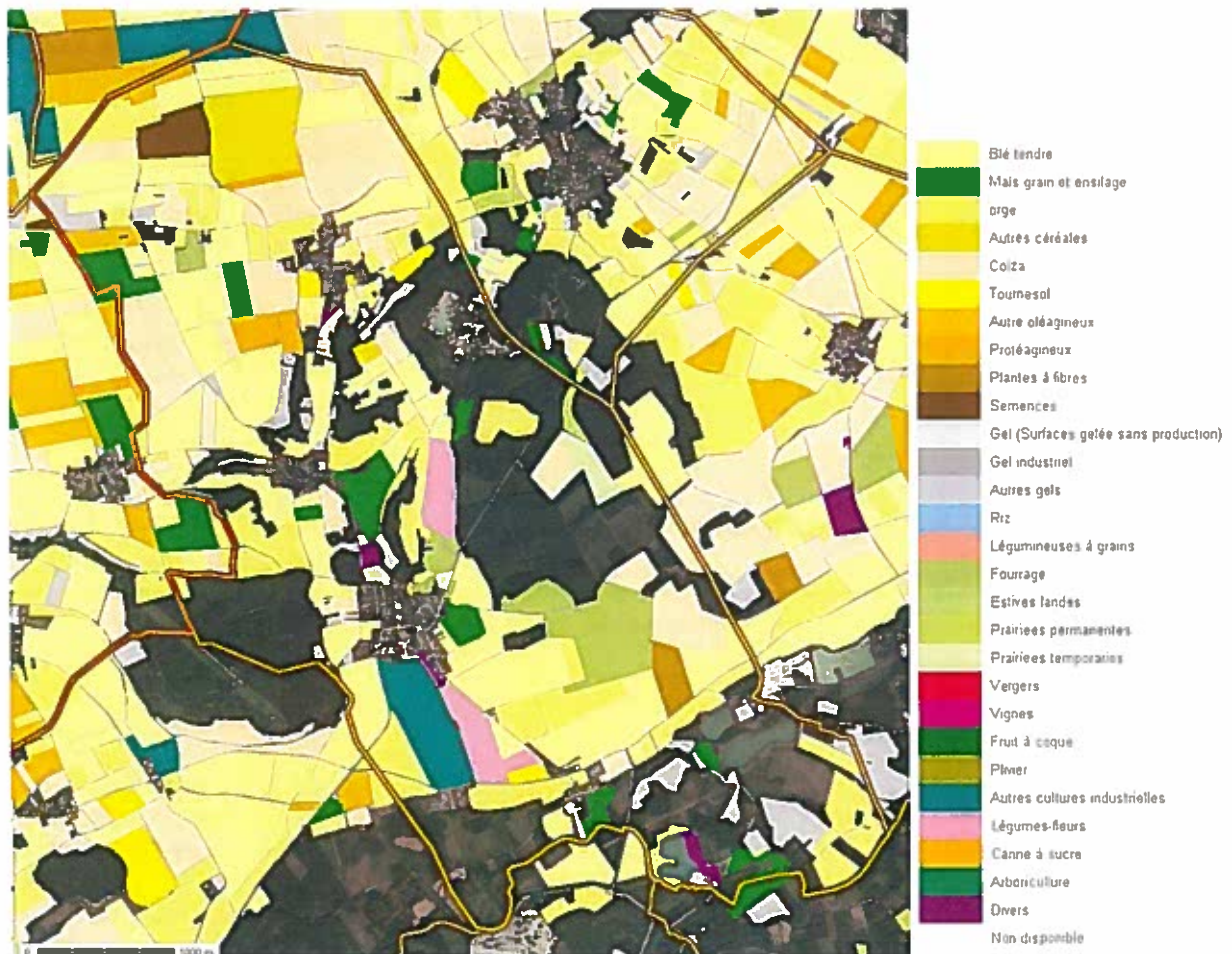 Blé tendre
Maïs grain et ensilage
orge
Autres céréales
Colza
Tournesol
Autre oléagineux
Protéagineux
Plantes à fibres
Semences
Gel (Surfaces gelée sans production)
Gel industriel
Autres gels
Riz
Légumineuses à grains
Fourrage
Estives landes
Prairiees permanentes
Prairiees temporaires
Vergers
Vignes
Fruit à coque
Autres cultures industrielles
Légumes-fleurs
Canne à sucre
Arboriculture
Divers
Non disponible
0 1000 m